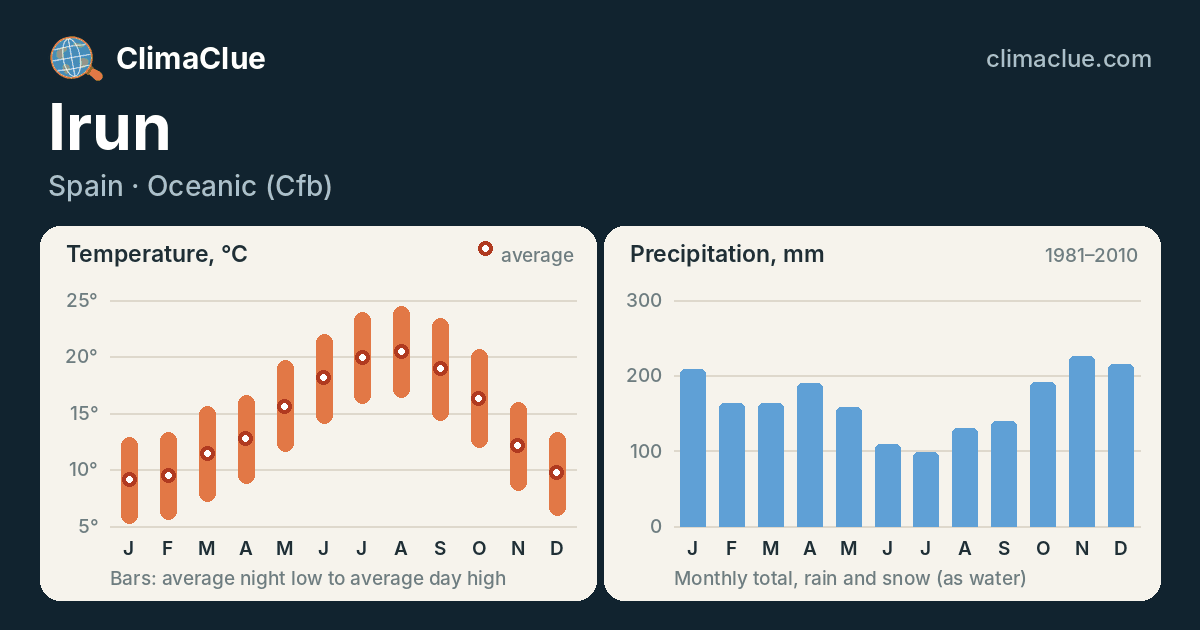 ClimaClue
climaclue.com
Irun
Spain · Oceanic (Cfb)
Temperature, °C
average
25°
20°
15°
10°
5°
J F M A M J J A S O N D
Bars: average night low to average day high
Precipitation, mm
1981–2010
300
200
100
0
J F M A M J J A S O N D
Monthly total, rain and snow (as water)